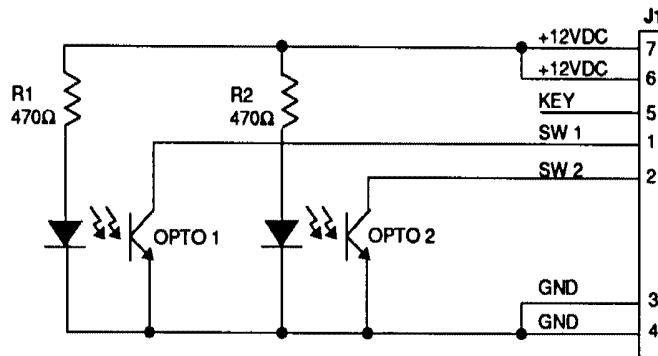 J1
+12VDC 7
+12VDC 6
R1
470Ω
R2
470Ω
KEY 5
SW 1 1
SW 2 2
OPTO 1
OPTO 2
GND 3
GND 4